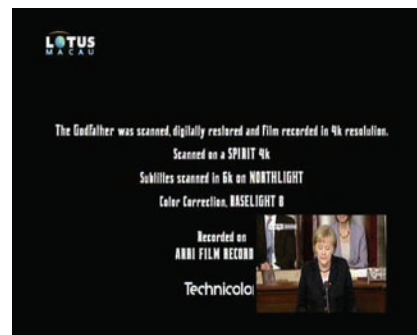 LOTUS
MACAU
The Godfather was scanned, digitally restored and film recorded in 4k resolution.
Scanned on a SPIRIT 4k
Subtitles scanned in 6k on NORTHLIGHT
Color Correction, BASELIGHT 8
Recorded on
ARRI FILM RECORD
Technicolo